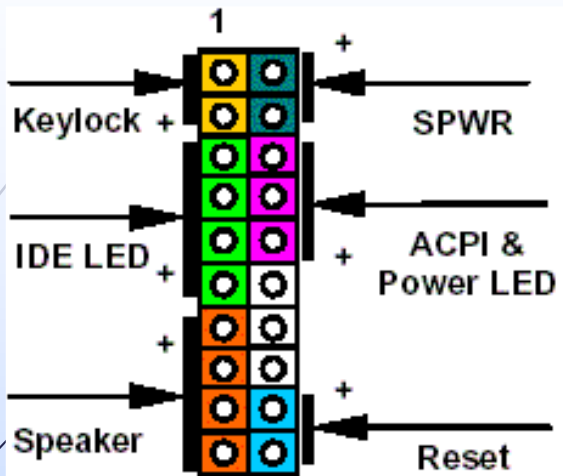 1
+
Keylock +
SPWR
IDE LED
+
ACPI &
Power LED
+
+
+
Speaker
Reset